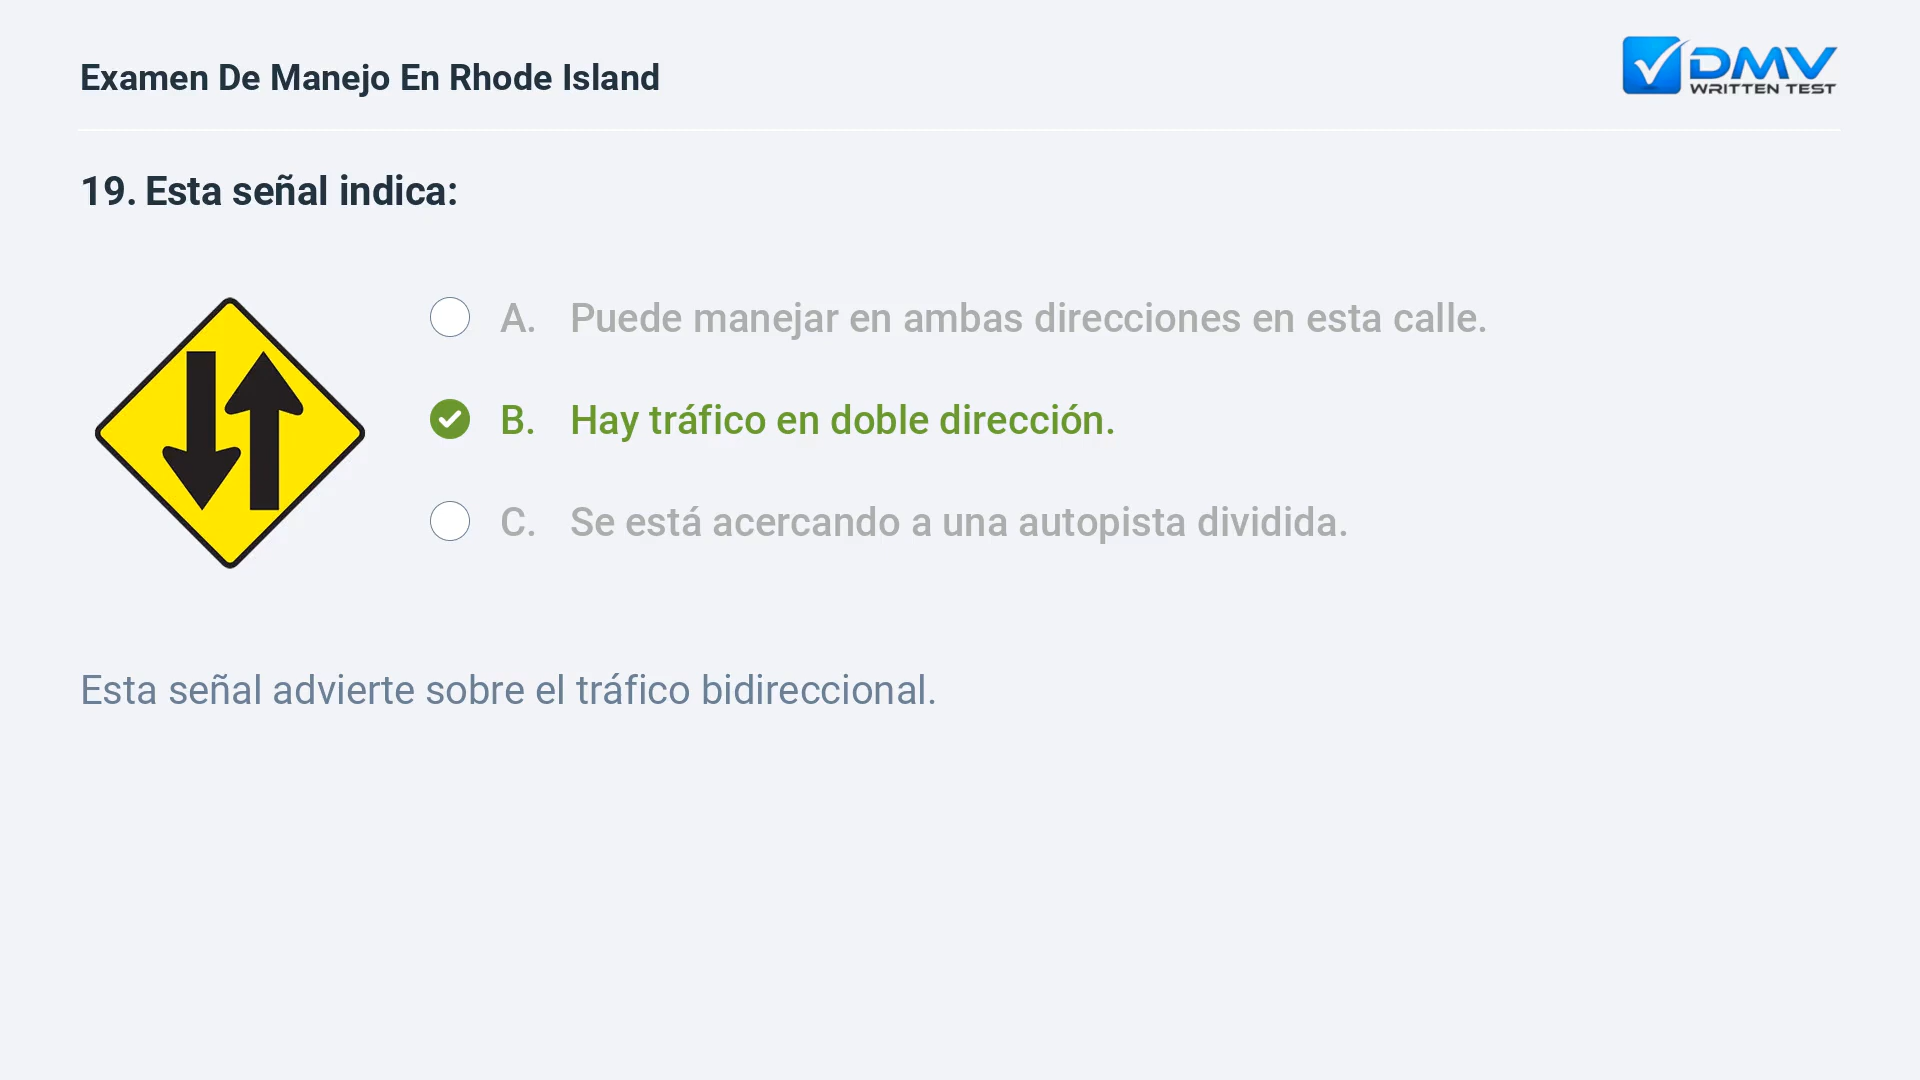 Examen De Manejo En Rhode Island
DMV
WRITTEN TEST
19. Esta señal indica:
A. Puede manejar en ambas direcciones en esta calle.
B. Hay tráfico en doble dirección.
C. Se está acercando a una autopista dividida.
Esta señal advierte sobre el tráfico bidireccional.